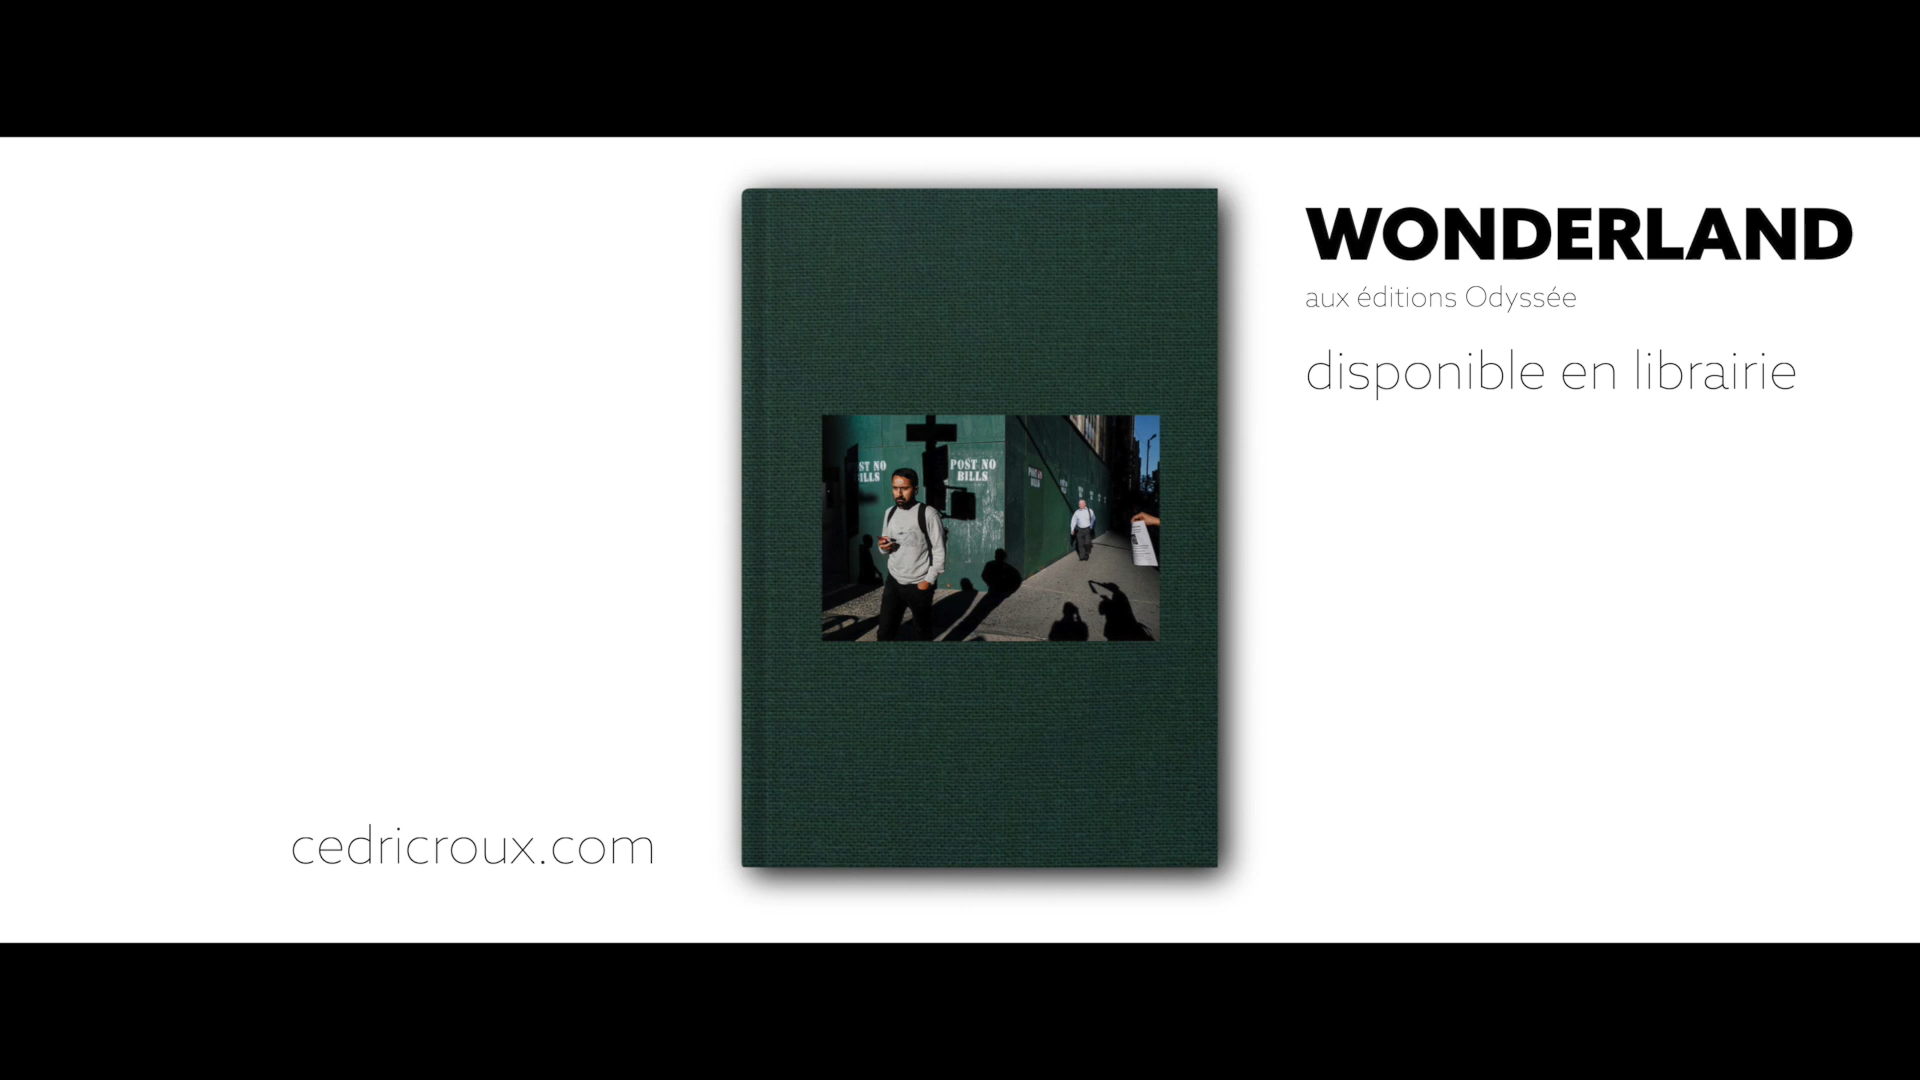 WONDERLAND
aux éditions Odyssée
disponible en librairie
POST NO
BILLS
cedricroux.com